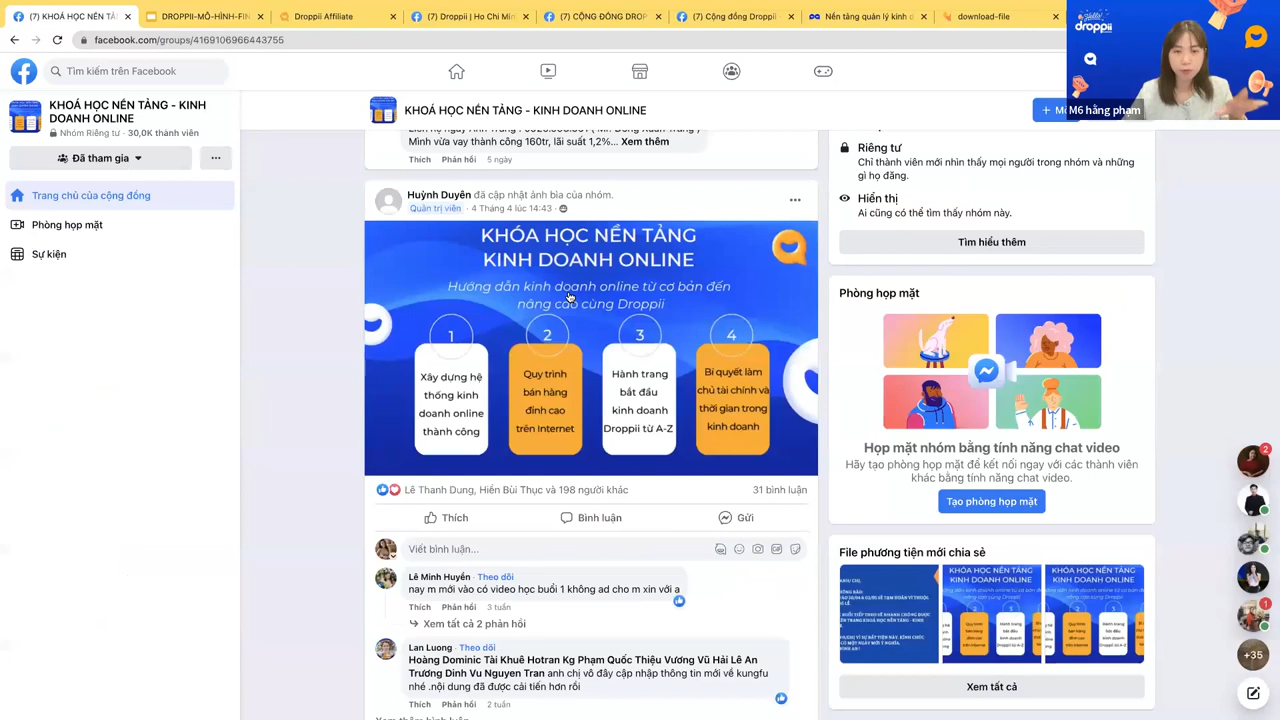 (7) KHOÁ HỌC NỀN TẢN
DROPPII-MÔ-HÌNH-FIN
Droppii Affiliate
(7) Droppii | Ho Chi Min
(7) CỘNG ĐỒNG DROP
(7) Cộng đồng Droppii
Nền tảng quản lý kinh d
download-file
facebook.com/groups/4169106966443755
Hello!
droppii
M6 hằng phạm
Tìm kiếm trên Facebook
KHOÁ HỌC NỀN TẢNG - KINH
DOANH ONLINE
Nhóm Riêng tư · 30,0K thành viên
Đã tham gia
Trang chủ của cộng đồng
Phòng họp mặt
Sự kiện
KHOÁ HỌC NỀN TẢNG - KINH DOANH ONLINE
Mình vừa vay thành công 160tr, lãi suất 1,2%... Xem thêm
Thích Phản hồi 5 ngày
Huỳnh Duyên đã cập nhật ảnh bìa của nhóm.
Quản trị viên · 4 Tháng 4 lúc 14:43 ·
KHÓA HỌC NỀN TẢNG
KINH DOANH ONLINE
Hướng dẫn kinh doanh online từ cơ bản đến
nâng cao cùng Droppii
1
Xây dựng hệ
thống kinh
doanh online
thành công
2
Quy trình
bán hàng
đỉnh cao
trên Internet
3
Hành trang
bắt đầu
kinh doanh
Droppii từ A-Z
4
Bí quyết làm
chủ tài chính và
thời gian trong
kinh doanh
Lê Thanh Dung, Hiền Bùi Thục và 198 người khác
31 bình luận
Thích
Bình luận
Gửi
Viết bình luận...
Lê Minh Huyền · Theo dõi
nay m mới vào có video học buổi 1 không ad cho m xin với a
Thích Phản hồi 3 tuần
Xem tất cả 2 phản hồi
Luong · Theo dõi
Hoàng Dominic Tài Khuê Hotran Kg Phạm Quốc Thiệu Vương Vũ Hải Lê An
Trương Dinh Vu Nguyen Tran anh chị vô đây cập nhập thông tin mới về kungfu
nhé .nội dung đã được cải tiến hơn rồi
Thích Phản hồi 2 tuần
Riêng tư
Chỉ thành viên mới nhìn thấy mọi người trong nhóm và những
gì họ đăng.
Hiển thị
Ai cũng có thể tìm thấy nhóm này.
Tìm hiểu thêm
Phòng họp mặt
Họp mặt nhóm bằng tính năng chat video
Hãy tạo phòng họp mặt để kết nối ngay với các thành viên
khác bằng tính năng chat video.
Tạo phòng họp mặt
File phương tiện mới chia sẻ
KHÓA HỌC NỀN TẢNG
KINH DOANH ONLINE
KHÓA HỌC NỀN TẢNG
KINH DOANH ONLINE
Xem tất cả
2
1
+35